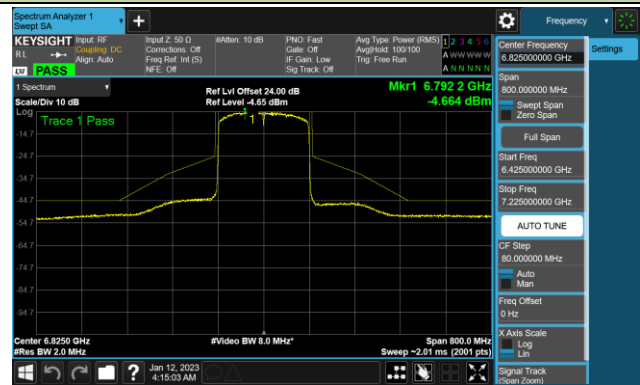 Spectrum Analyzer 1
Swept SA
Frequency
KEYSIGHT
Input: RF
Coupling: DC
Align: Auto
Input Z: 50 Ω
Corrections: Off
Freq Ref: Int (S)
NFE: Off
#Atten: 10 dB
PNO: Fast
Gate: Off
IF Gain: Low
Sig Track: Off
Avg Type: Power (RMS)
Avg|Hold: 100/100
Trig: Free Run
1 2 3 4 5 6
A W W W W W
A N N N N N
RL
LXI
PASS
1 Spectrum
Scale/Div 10 dB
Ref Lvl Offset 24.00 dB
Ref Level -4.65 dBm
Mkr1 6.792 2 GHz
-4.664 dBm
Log
Trace 1 Pass
1
-14.7
-24.7
-34.7
-44.7
-54.7
-64.7
-74.7
-84.7
-94.7
Center 6.8250 GHz
#Res BW 2.0 MHz
#Video BW 8.0 MHz*
Span 800.0 MHz
Sweep ~2.01 ms (2001 pts)
Center Frequency
6.825000000 GHz
Settings
Span
800.000000 MHz
Swept Span
Zero Span
Full Span
Start Freq
6.425000000 GHz
Stop Freq
7.225000000 GHz
AUTO TUNE
CF Step
80.000000 MHz
Auto
Man
Freq Offset
0 Hz
X Axis Scale
Log
Lin
Signal Track
(Span Zoom)
Jan 12, 2023
4:15:03 AM